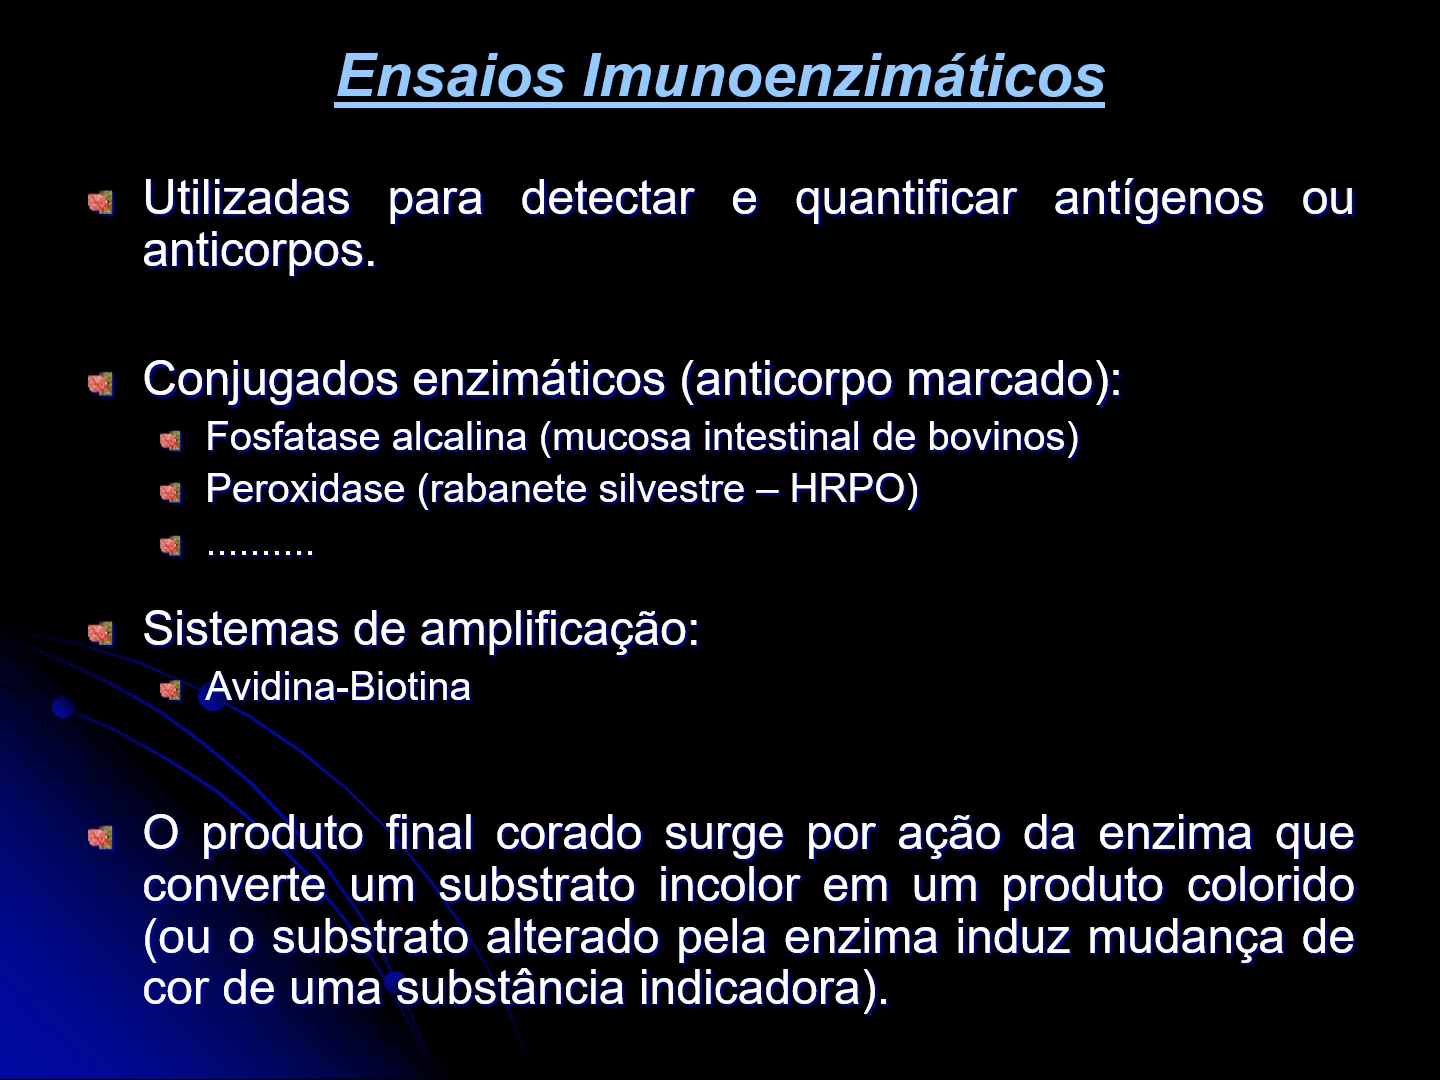 Ensaios Imunoenzimáticos
Utilizadas para detectar e quantificar antígenos ou
anticorpos.
Conjugados enzimáticos (anticorpo marcado):
Fosfatase alcalina (mucosa intestinal de bovinos)
Peroxidase (rabanete silvestre – HRPO)
..........
Sistemas de amplificação:
Avidina-Biotina
O produto final corado surge por ação da enzima que
converte um substrato incolor em um produto colorido
(ou o substrato alterado pela enzima induz mudança de
cor de uma substância indicadora).